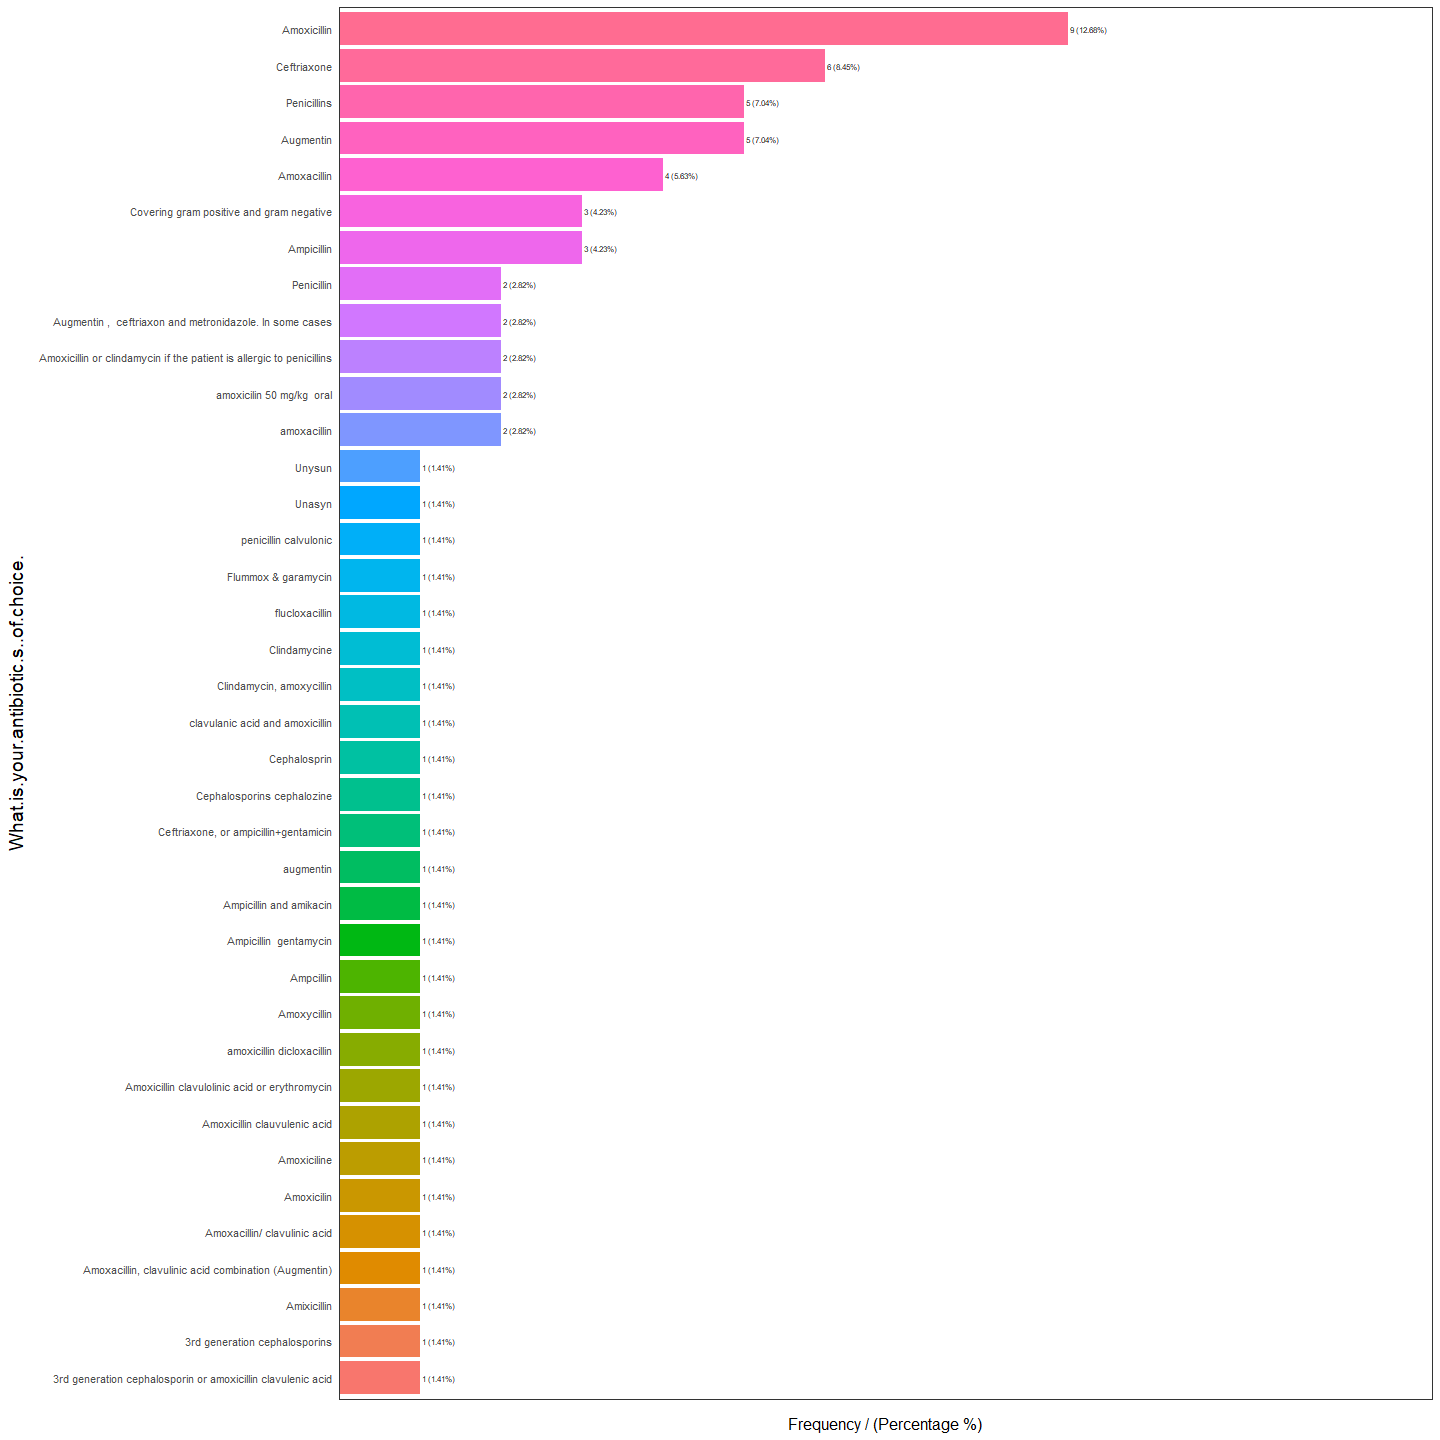 Amoxicillin 9 (12.68%)
Ceftriaxone 6 (8.45%)
Penicillins 5 (7.04%)
Augmentin 5 (7.04%)
Amoxacillin 4 (5.63%)
Covering gram positive and gram negative 3 (4.23%)
Ampicillin 3 (4.23%)
Penicillin 2 (2.82%)
Augmentin ,  ceftriaxon and metronidazole. In some cases 2 (2.82%)
Amoxicillin or clindamycin if the patient is allergic to penicillins 2 (2.82%)
amoxicilin 50 mg/kg  oral 2 (2.82%)
amoxacillin 2 (2.82%)
Unysun 1 (1.41%)
Unasyn 1 (1.41%)
penicillin calvulonic 1 (1.41%)
Flummox & garamycin 1 (1.41%)
flucloxacillin 1 (1.41%)
Clindamycine 1 (1.41%)
Clindamycin, amoxycillin 1 (1.41%)
clavulanic acid and amoxicillin 1 (1.41%)
Cephalosprin 1 (1.41%)
Cephalosporins cephalozine 1 (1.41%)
Ceftriaxone, or ampicillin+gentamicin 1 (1.41%)
augmentin 1 (1.41%)
Ampicillin and amikacin 1 (1.41%)
Ampicillin  gentamycin 1 (1.41%)
Ampcillin 1 (1.41%)
Amoxycillin 1 (1.41%)
amoxicillin dicloxacillin 1 (1.41%)
Amoxicillin clavulolinic acid or erythromycin 1 (1.41%)
Amoxicillin clauvulenic acid 1 (1.41%)
Amoxiciline 1 (1.41%)
Amoxicilin 1 (1.41%)
Amoxacillin/ clavulinic acid 1 (1.41%)
Amoxacillin, clavulinic acid combination (Augmentin) 1 (1.41%)
Amixicillin 1 (1.41%)
3rd generation cephalosporins 1 (1.41%)
3rd generation cephalosporin or amoxicillin clavulenic acid 1 (1.41%)
What.is.your.antibiotic.s..of.choice.
Frequency / (Percentage %)